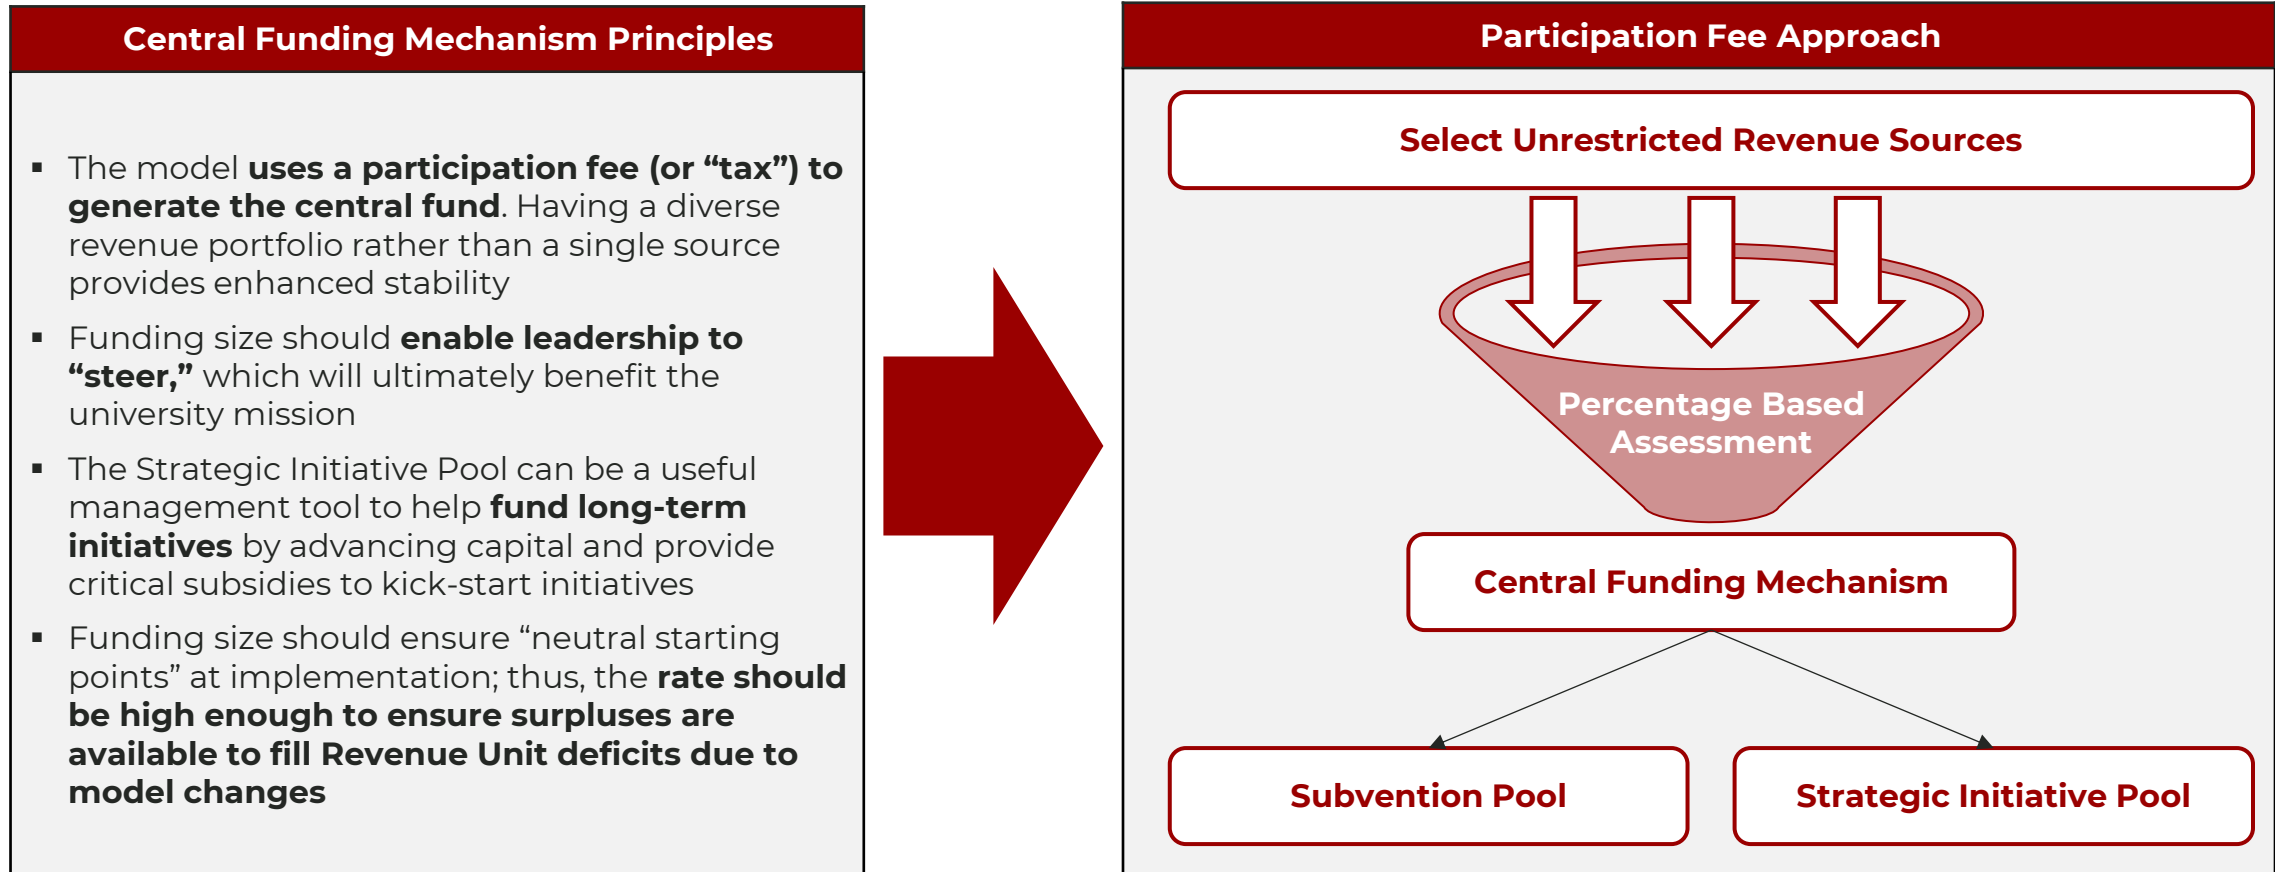 Central Funding Mechanism Principles
▪ The model uses a participation fee (or “tax”) to
generate the central fund. Having a diverse
revenue portfolio rather than a single source
provides enhanced stability
▪ Funding size should enable leadership to
“steer,” which will ultimately benefit the
university mission
▪ The Strategic Initiative Pool can be a useful
management tool to help fund long-term
initiatives by advancing capital and provide
critical subsidies to kick-start initiatives
▪ Funding size should ensure “neutral starting
points” at implementation; thus, the rate should
be high enough to ensure surpluses are
available to fill Revenue Unit deficits due to
model changes
Participation Fee Approach
Select Unrestricted Revenue Sources
Percentage Based
Assessment
Central Funding Mechanism
Subvention Pool
Strategic Initiative Pool